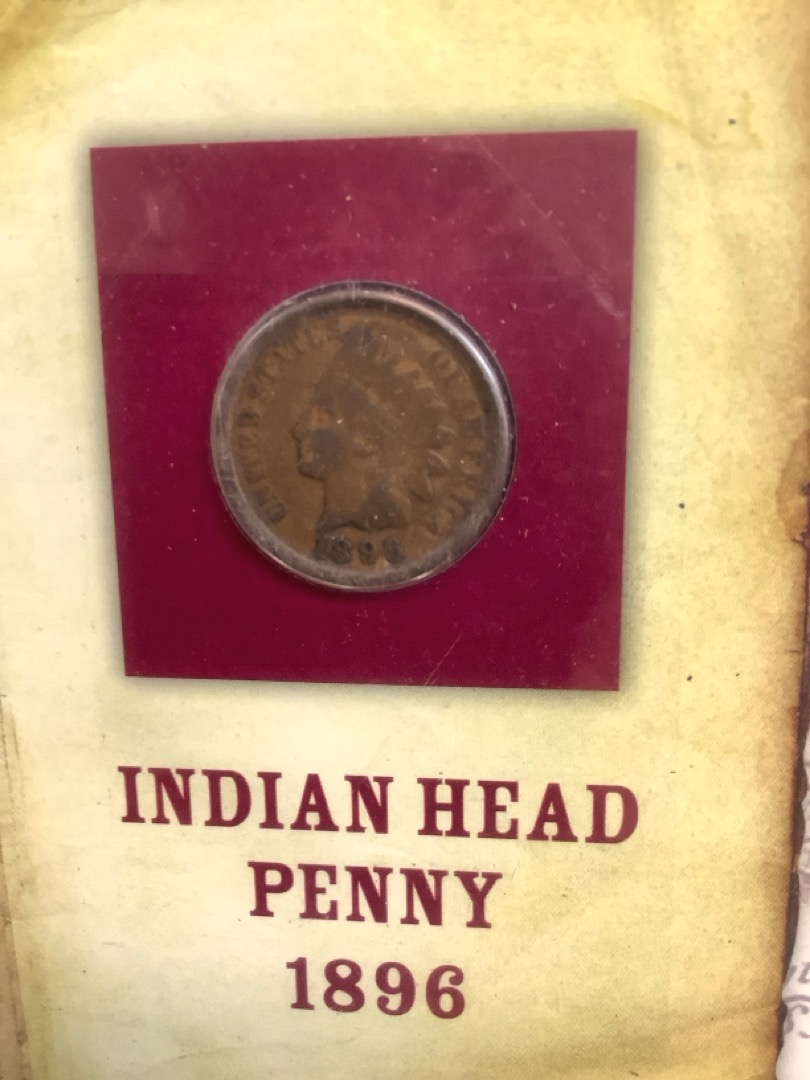 UNITED STATES OF AMERICA
1896
INDIAN HEAD
PENNY
1896